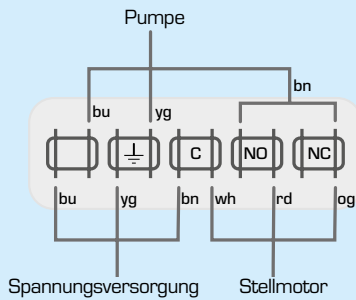 Pumpe
bn
bu yg
C NO NC
bu yg bn wh rd og
Spannungsversorgung Stellmotor